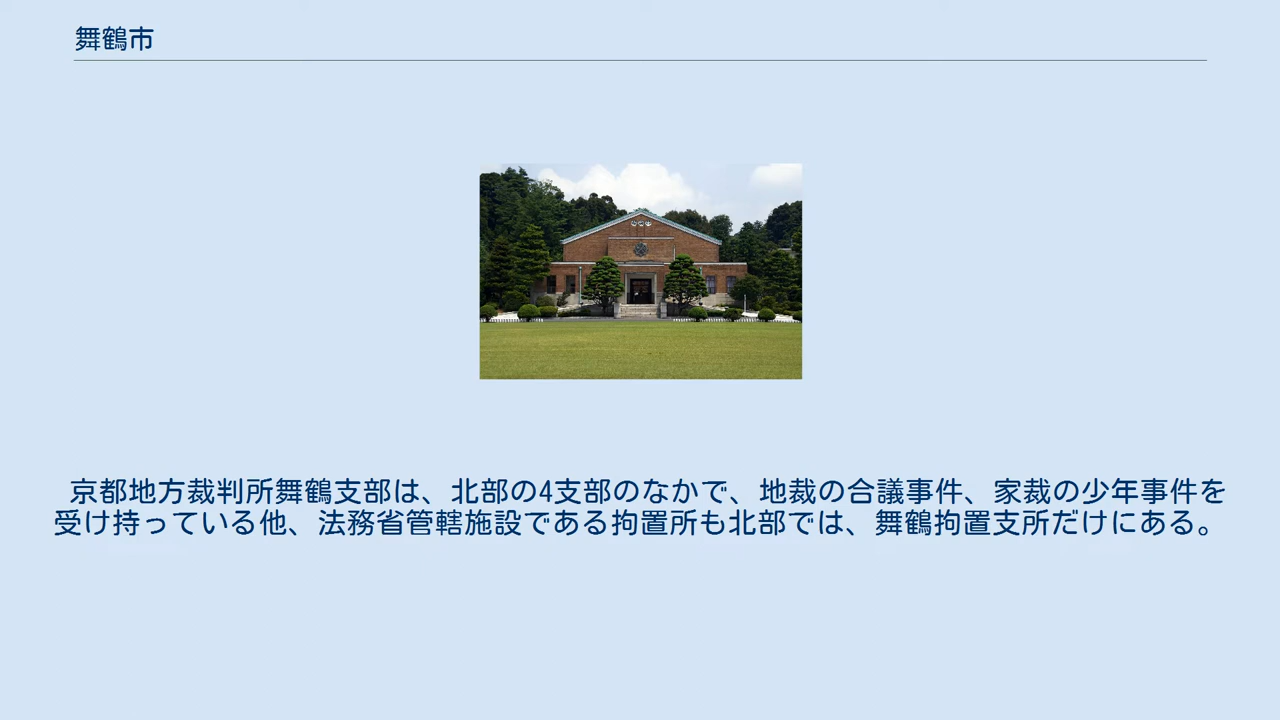 舞鶴市
京都地方裁判所舞鶴支部は、北部の4支部のなかで、地裁の合議事件、家裁の少年事件を
受け持っている他、法務省管轄施設である拘置所も北部では、舞鶴拘置支所だけにある。